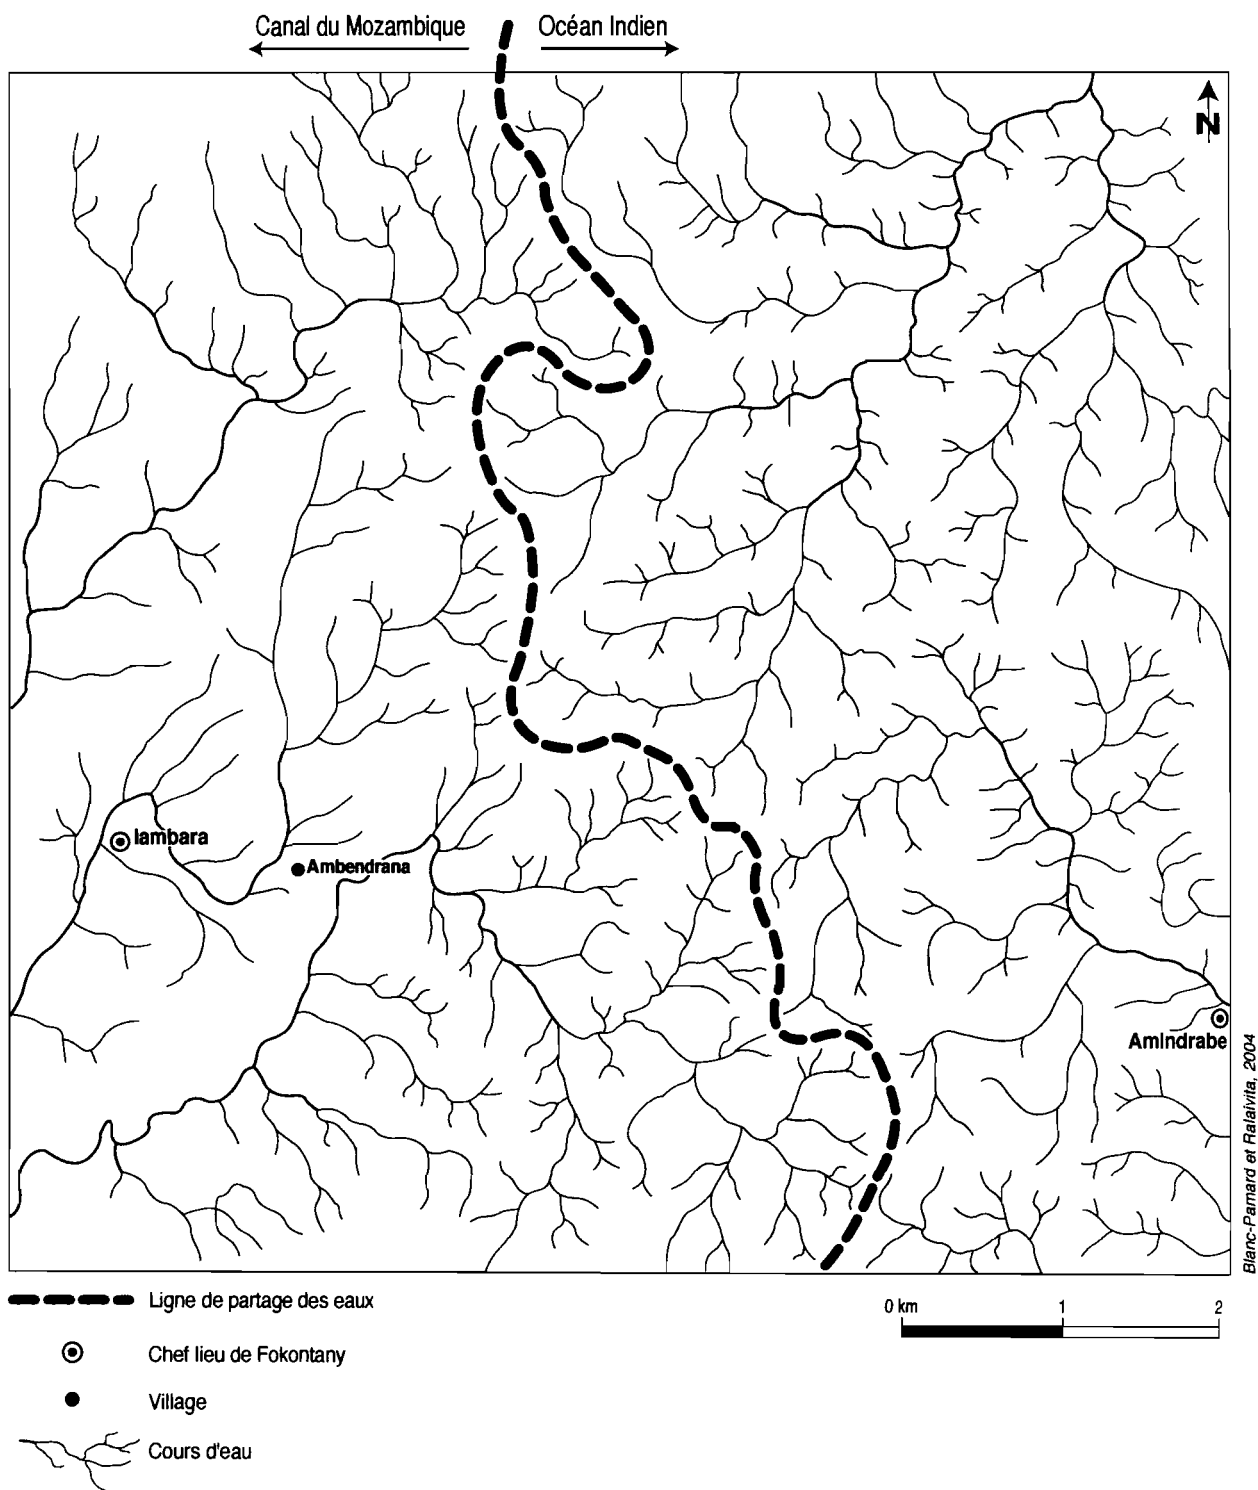 Canal du Mozambique Océan Indien
N
Iambara
Ambendrana
Amindrabe
Blanc-Pamard et Ralaivita, 2004
0 km 1 2
Ligne de partage des eaux
Chef lieu de Fokontany
Village
Cours d'eau